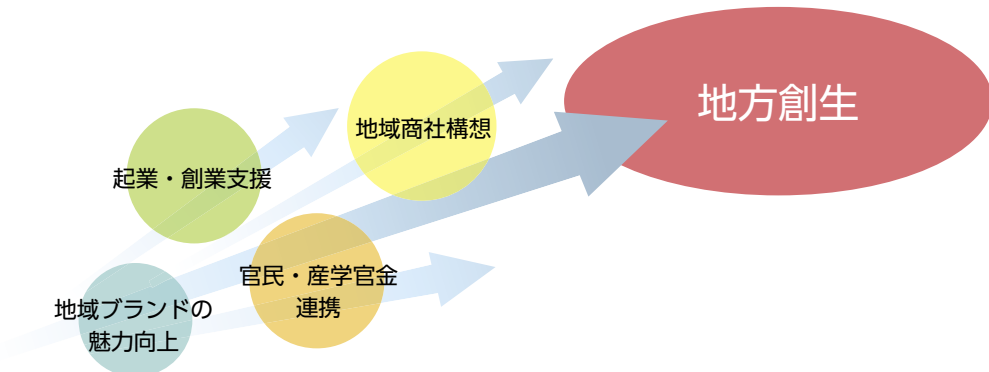 地方創生
地域商社構想
起業・創業支援
官民・産学官金
連携
地域ブランドの
魅力向上